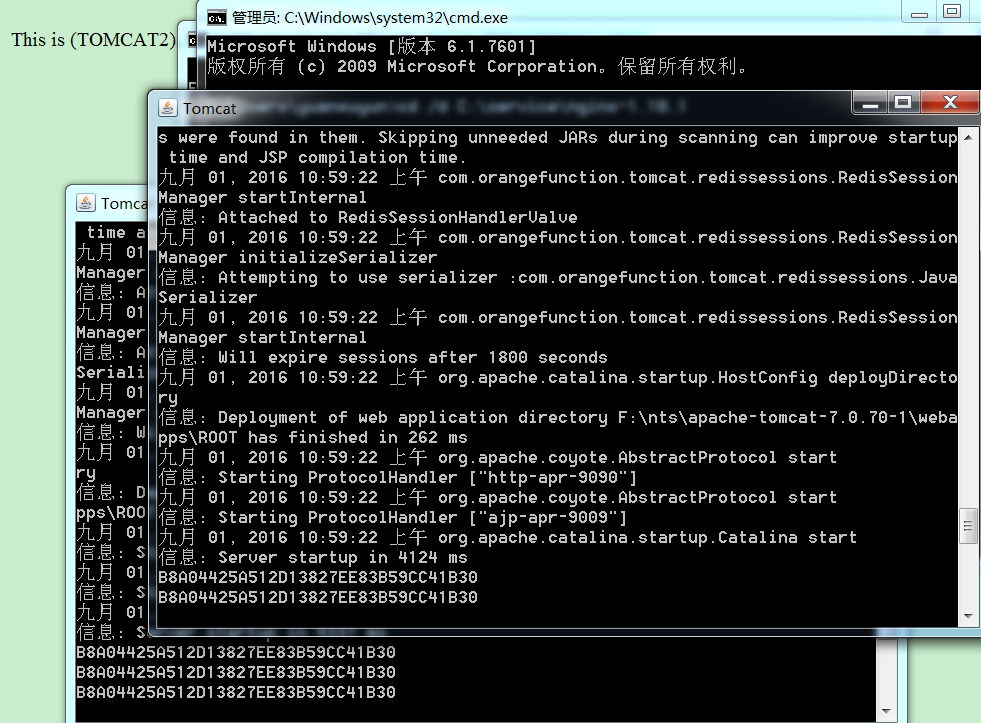 This is (TOMCAT2)
管理员: C:\Windows\system32\cmd.exe
Microsoft Windows [版本 6.1.7601]
版权所有 (c) 2009 Microsoft Corporation。保留所有权利。
Tomcat
s were found in them. Skipping unneeded JARs during scanning can improve startup
time and JSP compilation time.
九月 01, 2016 10:59:22 上午 com.orangefunction.tomcat.redissessions.RedisSession
Manager startInternal
信息: Attached to RedisSessionHandlerValve
九月 01, 2016 10:59:22 上午 com.orangefunction.tomcat.redissessions.RedisSession
Manager initializeSerializer
信息: Attempting to use serializer :com.orangefunction.tomcat.redissessions.Java
Serializer
九月 01, 2016 10:59:22 上午 com.orangefunction.tomcat.redissessions.RedisSession
Manager startInternal
信息: Will expire sessions after 1800 seconds
九月 01, 2016 10:59:22 上午 org.apache.catalina.startup.HostConfig deployDirecto
ry
信息: Deployment of web application directory F:\nts\apache-tomcat-7.0.70-1\weba
pps\ROOT has finished in 262 ms
九月 01, 2016 10:59:22 上午 org.apache.coyote.AbstractProtocol start
信息: Starting ProtocolHandler ["http-apr-9090"]
九月 01, 2016 10:59:22 上午 org.apache.coyote.AbstractProtocol start
信息: Starting ProtocolHandler ["ajp-apr-9009"]
九月 01, 2016 10:59:22 上午 org.apache.catalina.startup.Catalina start
信息: Server startup in 4124 ms
B8A04425A512D13827EE83B59CC41B30
B8A04425A512D13827EE83B59CC41B30
Tomca
time a
九月 01
Manager
信息: A
九月 01
Manager
信息: A
Seriali
九月 01
Manager
信息: W
九月 01
ry
信息: D
pps\ROO
九月 01
信息: S
九月 01
信息: S
九月 01
信息: S
B8A04425A512D13827EE83B59CC41B30
B8A04425A512D13827EE83B59CC41B30
B8A04425A512D13827EE83B59CC41B30